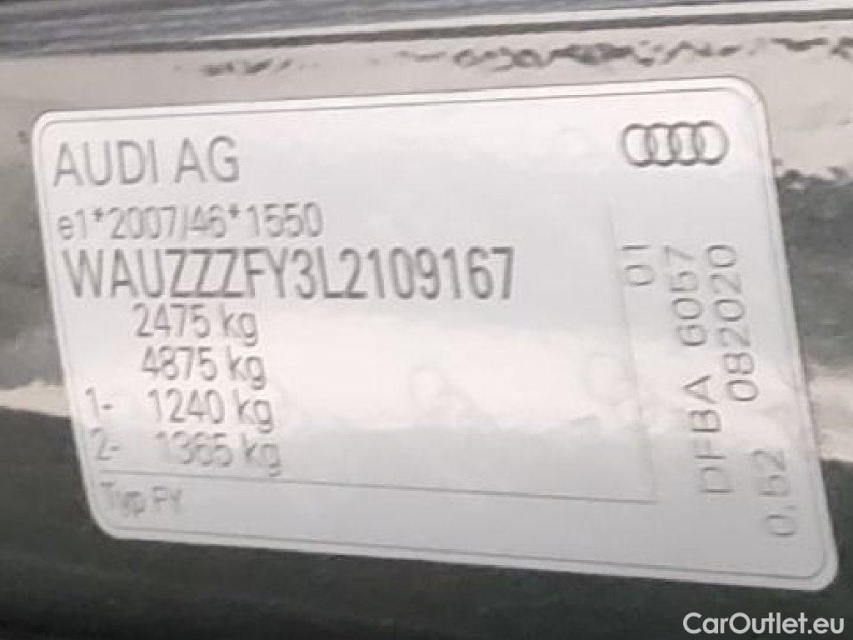 AUDI AG
e1*2007/46*1550
WAUZZZFY3L2109167
2475 kg
4875 kg
1- 1240 kg
2- 1365 kg
Typ FY
01
DFBA 6057
0,52 082020
CarOutlet.eu